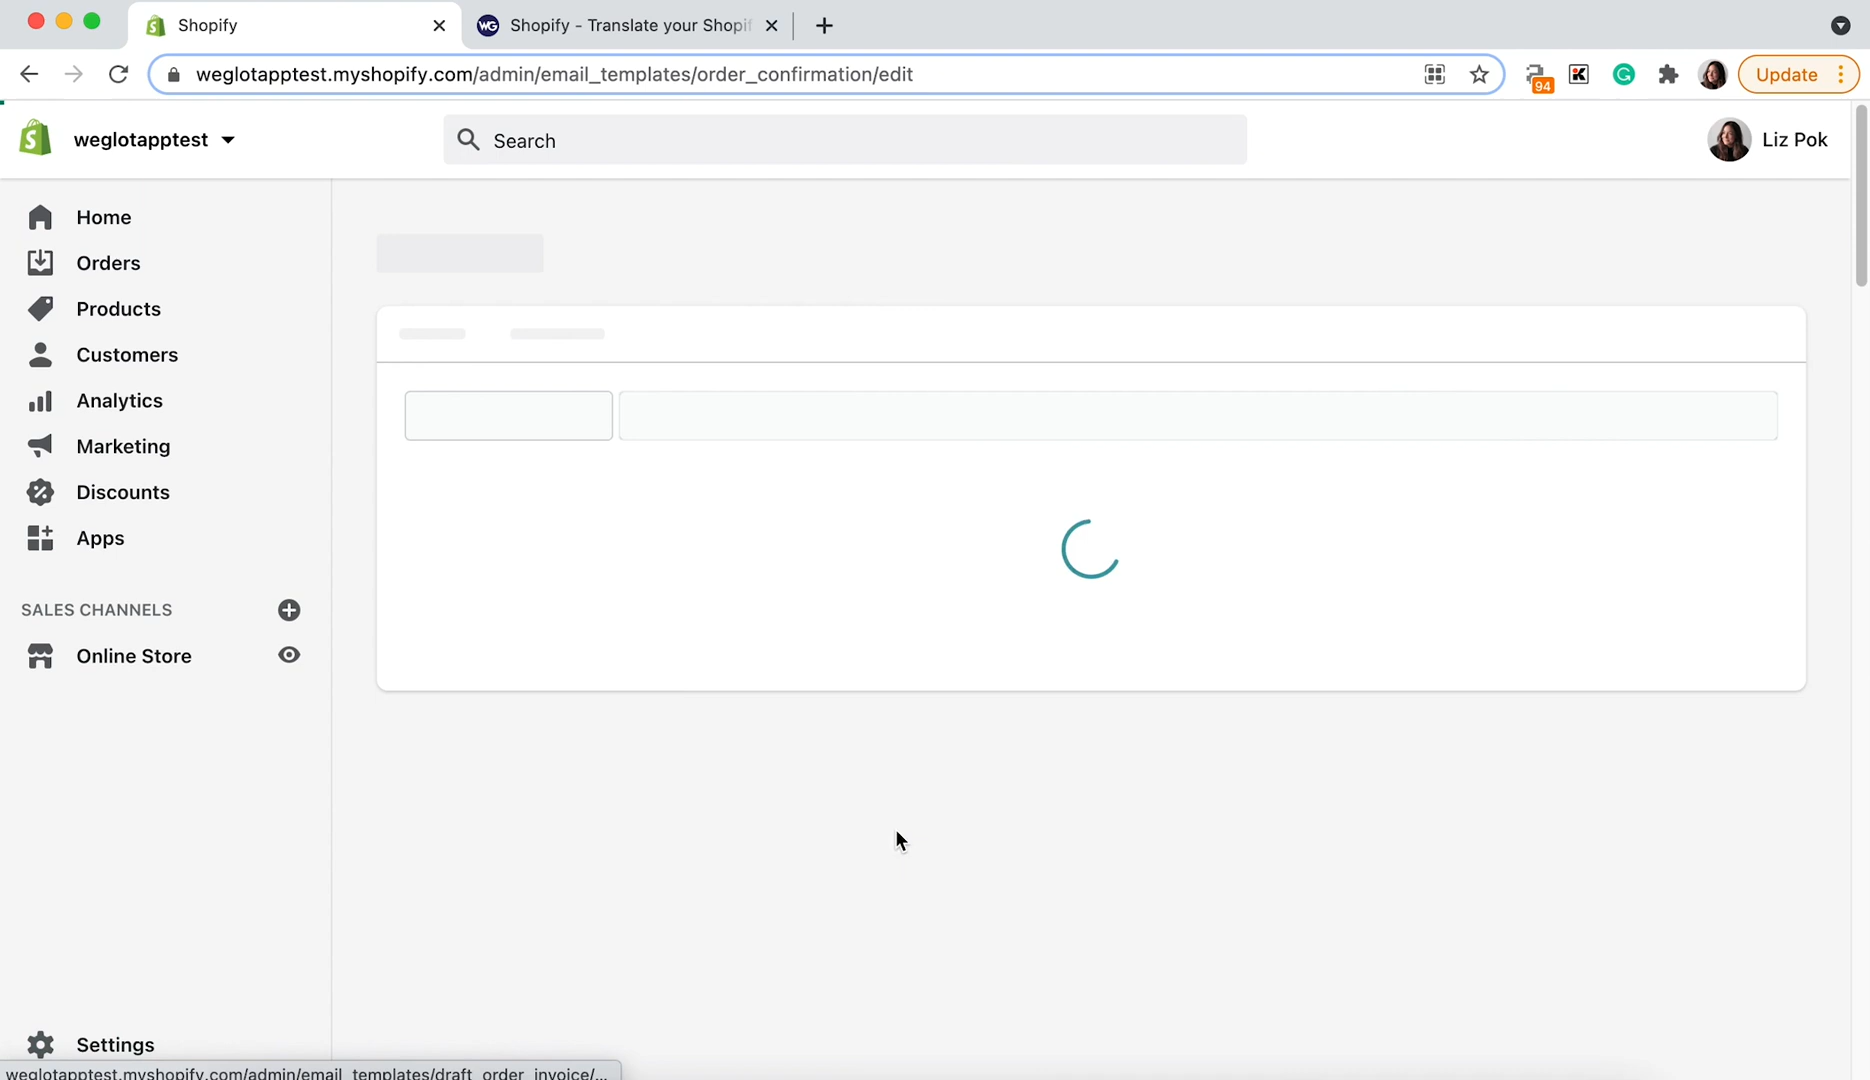 Shopify
Shopify - Translate your Shopif
weglotapptest.myshopify.com/admin/email_templates/order_confirmation/edit
94
Update
weglotapptest
Search
Liz Pok
Home
Orders
Products
Customers
Analytics
Marketing
Discounts
Apps
SALES CHANNELS
Online Store
Settings
weglotapptest.myshopify.com/admin/email_templates/draft_order_invoice/...